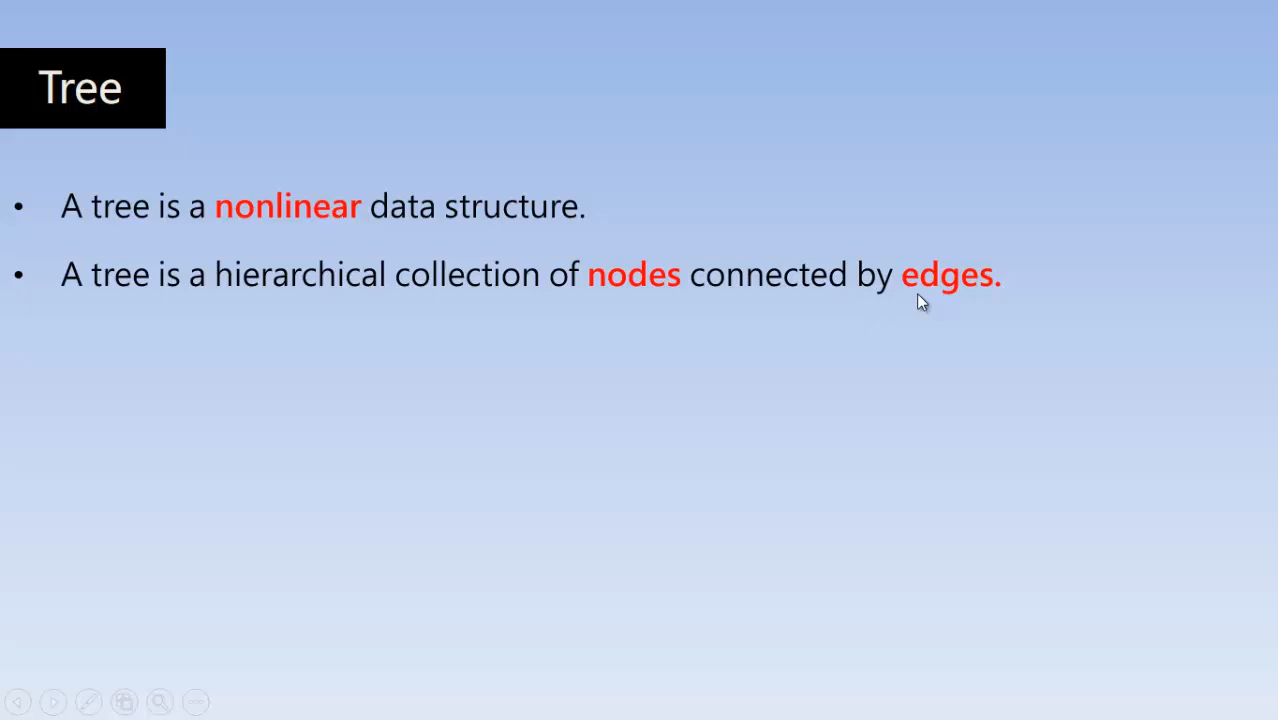 Tree
• A tree is a nonlinear data structure.
• A tree is a hierarchical collection of nodes connected by edges.